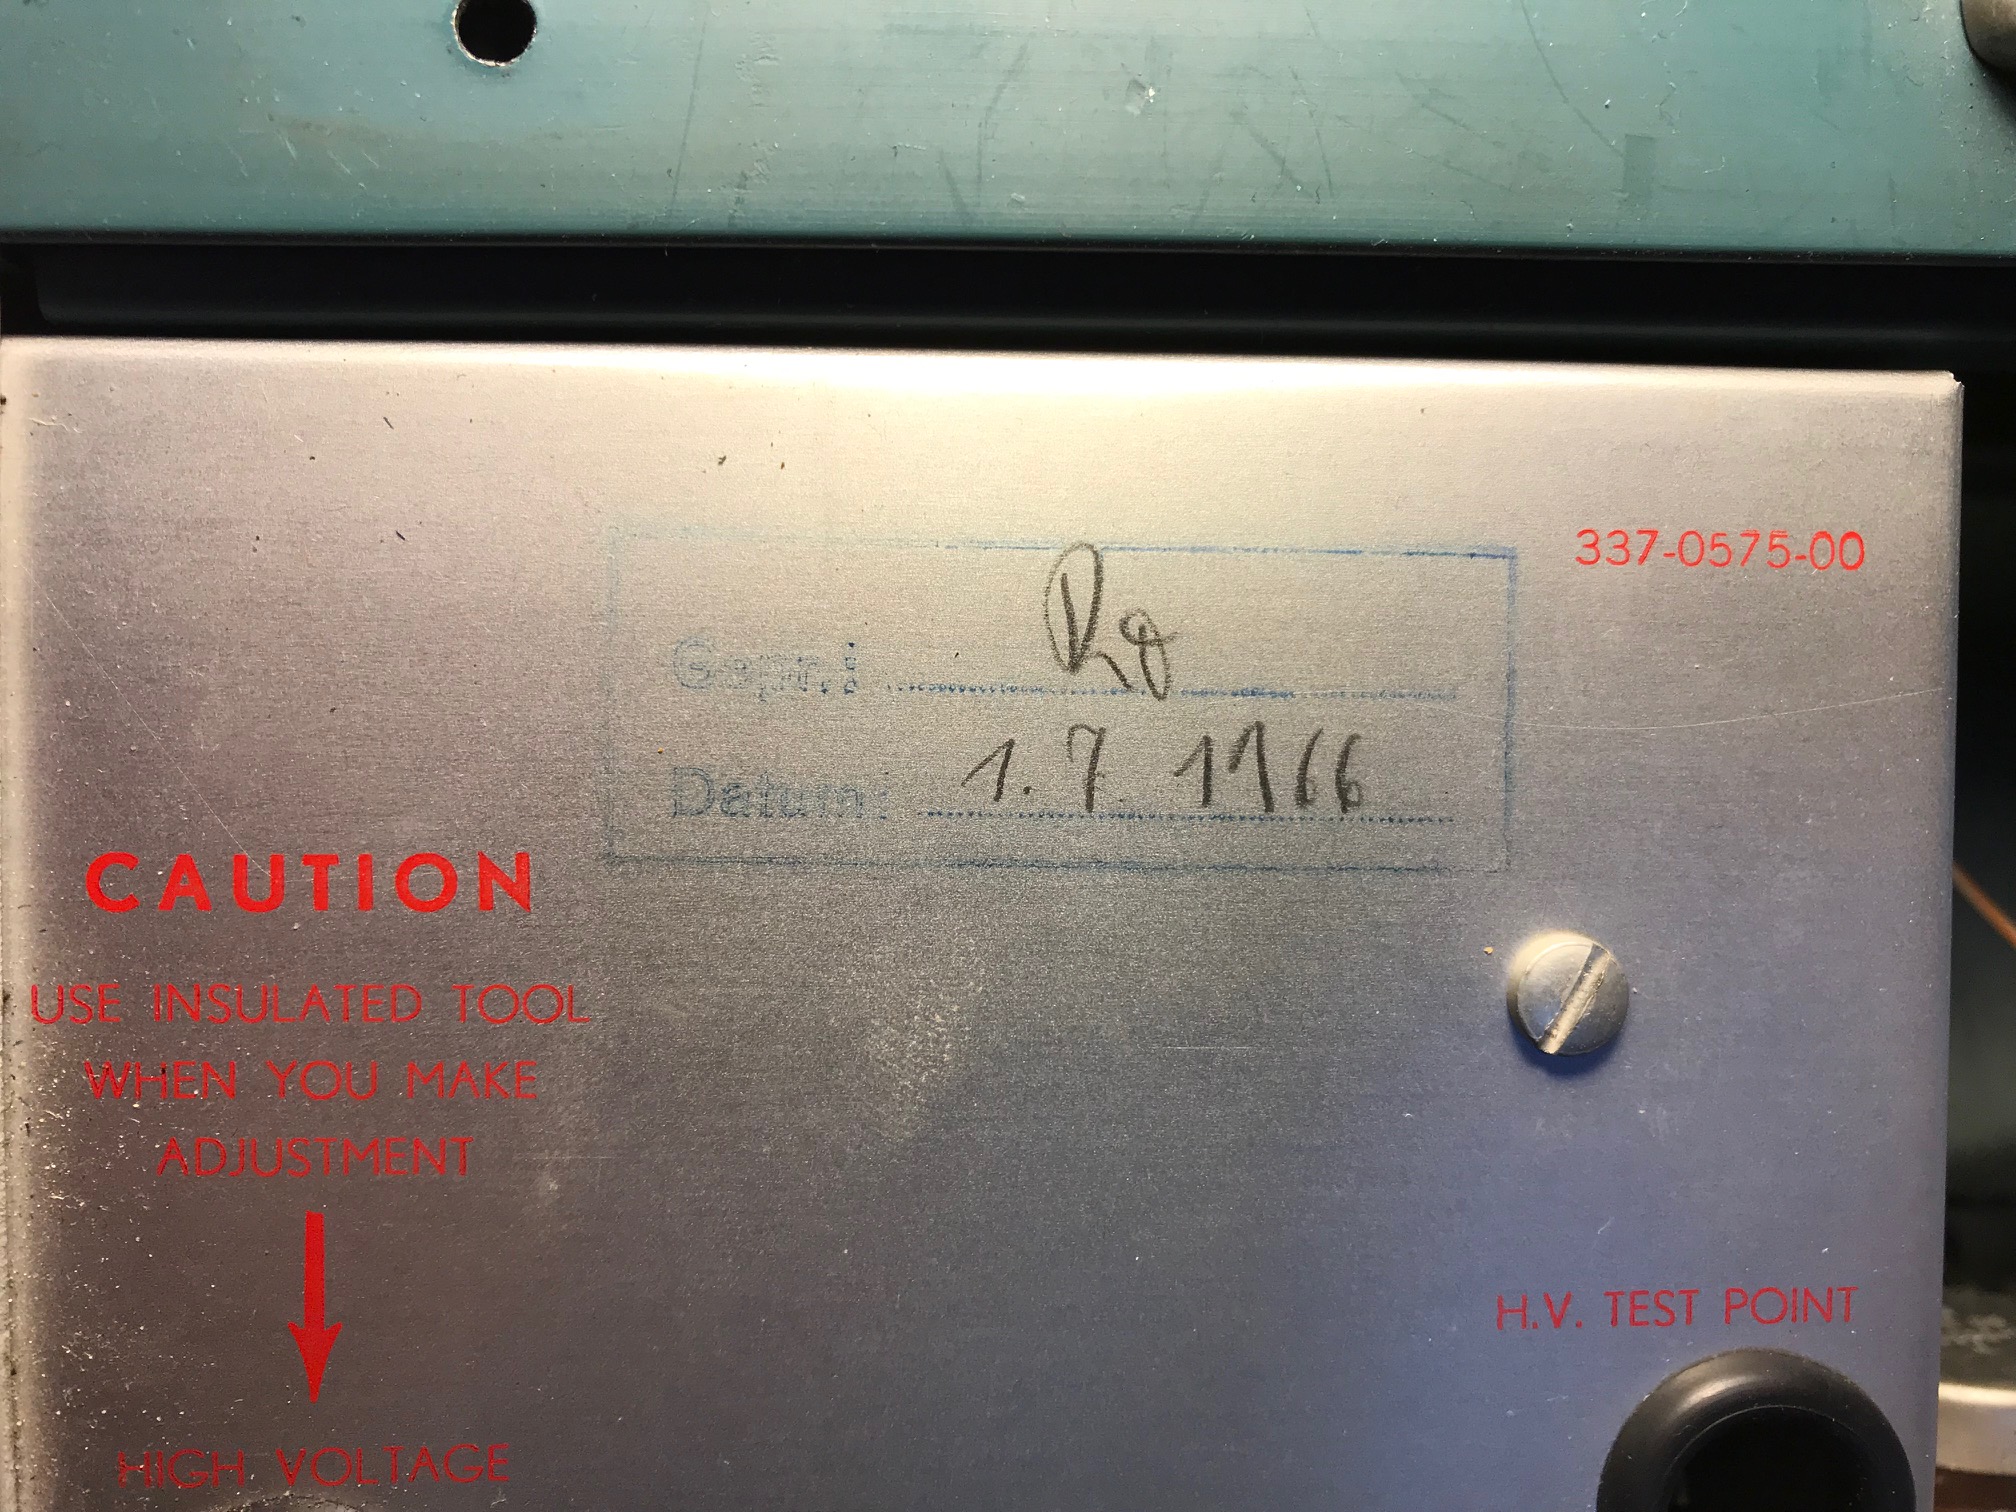 337-0575-00
Gepr.: Ro
Datum: 1.7 1966
CAUTION
USE INSULATED TOOL
WHEN YOU MAKE
ADJUSTMENT
HIGH VOLTAGE
H.V. TEST POINT